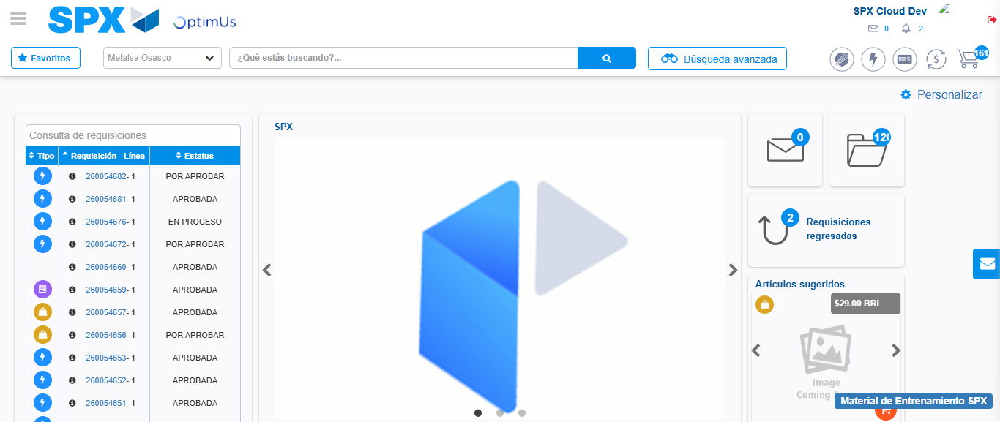 SPX OptimUs
SPX Cloud Dev
0 2
Favoritos
Metalsa Osasco
¿Qué estás buscando?...
Búsqueda avanzada
161
Personalizar
Consulta de requisiciones
Tipo Requisición - Línea Estatus
260054682- 1 POR APROBAR
260054681- 1 APROBADA
260054676- 1 EN PROCESO
260054672- 1 POR APROBAR
260054660- 1 APROBADA
260054659- 1 APROBADA
260054657- 1 APROBADA
260054656- 1 POR APROBAR
260054653- 1 APROBADA
260054652- 1 APROBADA
260054651- 1 APROBADA
SPX
0
120
2
Requisiciones
regresadas
Artículos sugeridos
$29.00 BRL
Image
Coming
Material de Entrenamiento SPX